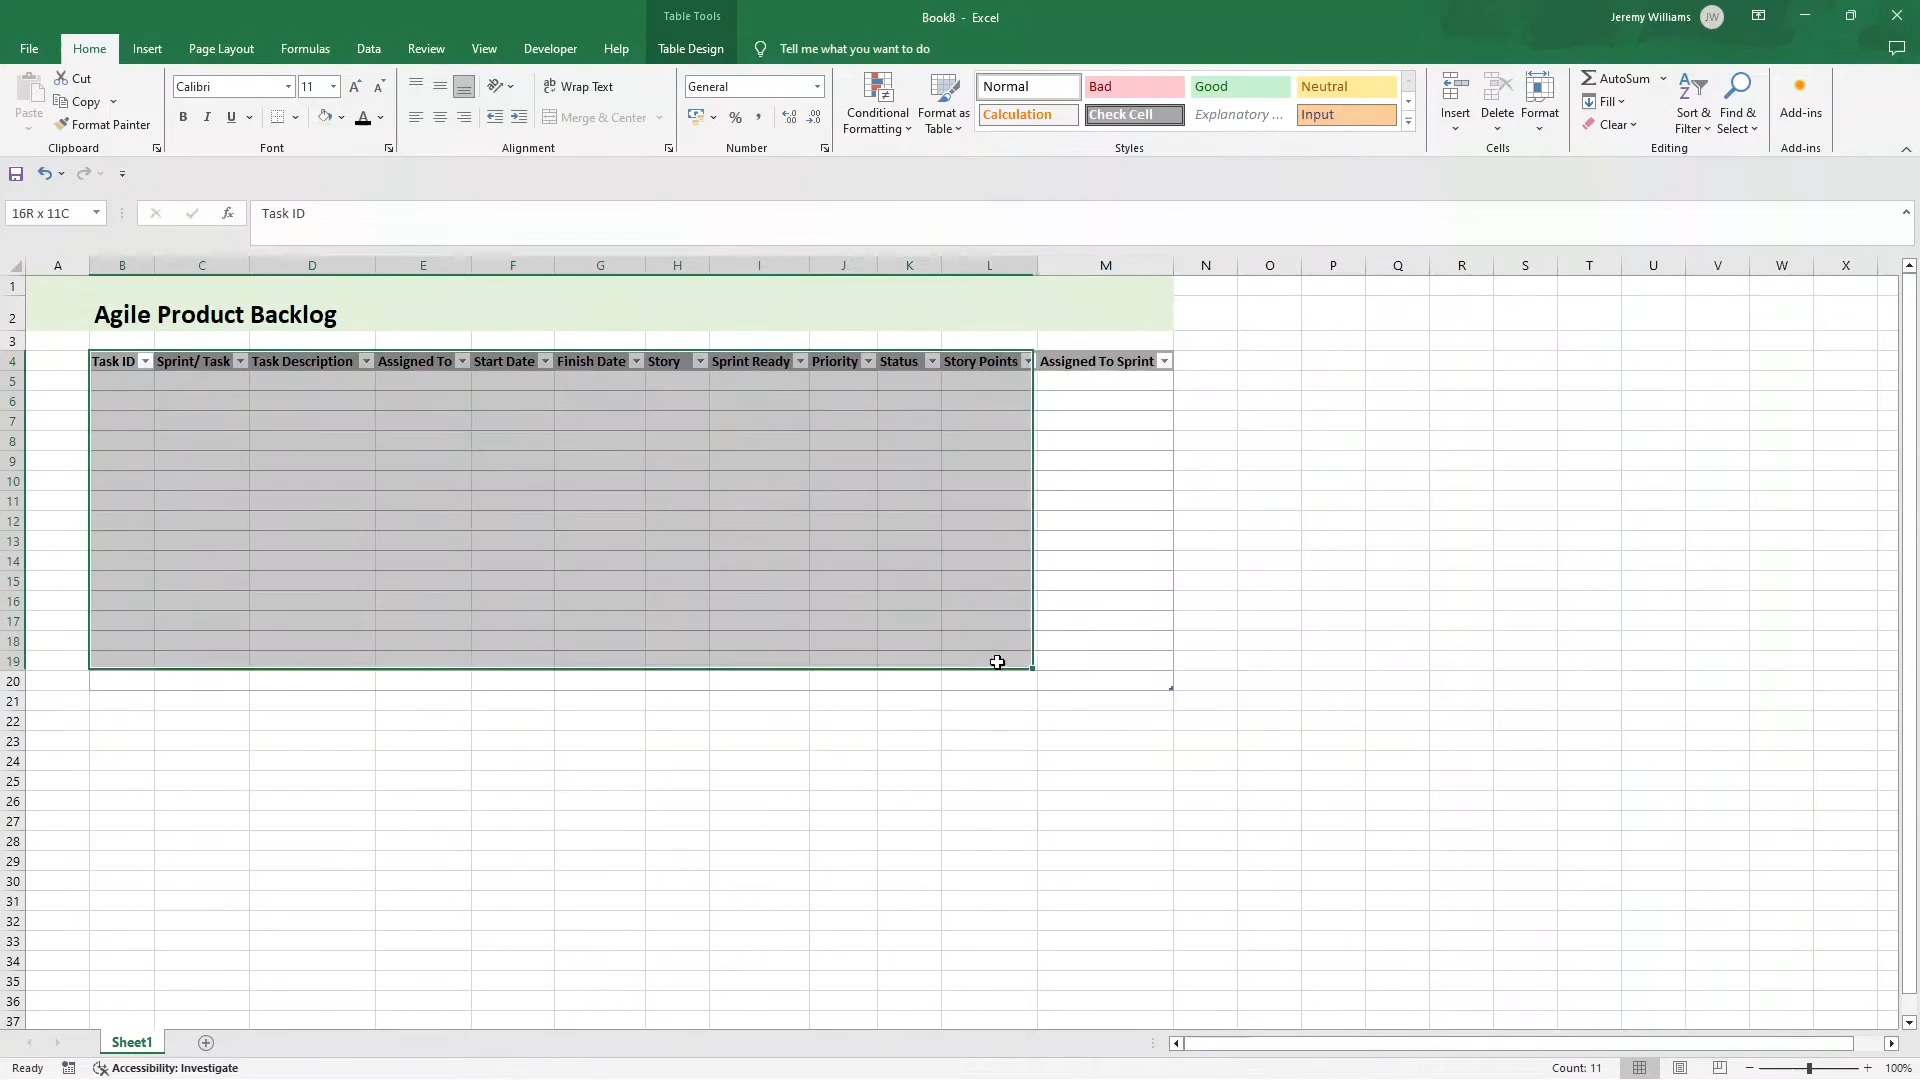 Table Tools
Book8 - Excel
Jeremy Williams JW
File Home Insert Page Layout Formulas Data Review View Developer Help Table Design Tell me what you want to do
Paste
Cut
Copy
Format Painter
Clipboard
Calibri 11
B I U A
Font
Wrap Text
Merge & Center
Alignment
General
Number
Conditional Formatting
Format as Table
Normal Bad Good Neutral
Calculation Check Cell Explanatory ... Input
Styles
Insert Delete Format
Cells
AutoSum
Fill
Clear
Sort & Filter
Find & Select
Editing
Add-ins
Add-ins
16R x 11C fx Task ID
A B C D E F G H I J K L M N O P Q R S T U V W X
1
2 Agile Product Backlog
3
4 Task ID Sprint/ Task Task Description Assigned To Start Date Finish Date Story Sprint Ready Priority Status Story Points Assigned To Sprint
5
6
7
8
9
10
11
12
13
14
15
16
17
18
19
20
21
22
23
24
25
26
27
28
29
30
31
32
33
34
35
36
37
Sheet1
Ready Accessibility: Investigate Count: 11 100%